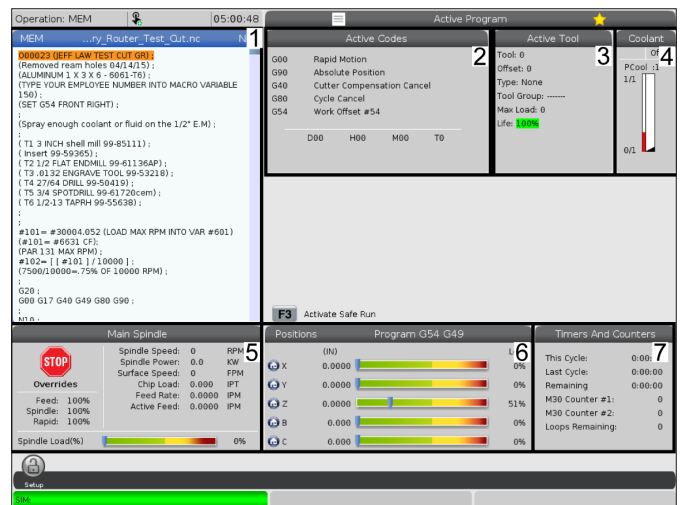 Operation: MEM
05:00:48
Active Program
MEM ...ry_Router_Test_Cut.nc N
1
O00023 (JEFF LAW TEST CUT GR) ;
(Removed ream holes 04/14/15) ;
(ALUMINUM 1 X 3 X 6 - 6061-T6) ;
(TYPE YOUR EMPLOYEE NUMBER INTO MACRO VARIABLE
150) ;
(SET G54 FRONT RIGHT) ;
;
(Spray enough coolant or fluid on the 1/2" E.M) ;
;
( T1 3 INCH shell mill 99-85111) ;
( Insert 99-59365) ;
( T2 1/2 FLAT ENDMILL 99-61136AP) ;
( T3 .0132 ENGRAVE TOOL 99-53218) ;
( T4 27/64 DRILL 99-50419) ;
( T5 3/4 SPOTDRILL 99-61720cem) ;
( T6 1/2-13 TAPRH 99-55638) ;
;
;
#101= #30004.052 (LOAD MAX RPM INTO VAR #601)
(#101= #6631 CF);
(PAR 131 MAX RPM) ;
#102= [ [ #101 ] / 10000 ] ;
(7500/10000=.75% OF 10000 RPM) ;
;
G20 ;
G00 G17 G40 G49 G80 G90 ;
;
N10 ;
Active Codes
2
G00 Rapid Motion
G90 Absolute Position
G40 Cutter Compensation Cancel
G80 Cycle Cancel
G54 Work Offset #54
D00 H00 M00 T0
Active Tool
3
Tool: 0
Offset: 0
Type: None
Tool Group: -------
Max Load: 0
Life: 100%
Coolant
4
PCool :1
1/1
0/1
F3 Activate Safe Run
Main Spindle
5
STOP
Overrides
Feed: 100%
Spindle: 100%
Rapid: 100%
Spindle Speed: 0 RPM
Spindle Power: 0.0 KW
Surface Speed: 0 FPM
Chip Load: 0.000 IPT
Feed Rate: 0.0000 IPM
Active Feed: 0.0000 IPM
Spindle Load(%) 0%
Positions Program G54 G49
6
(IN)
X 0.0000 0%
Y 0.0000 0%
Z 0.0000 51%
B 0.000 0%
C 0.000 0%
Timers And Counters
7
This Cycle: 0:00:
Last Cycle: 0:00:00
Remaining 0:00:00
M30 Counter #1: 0
M30 Counter #2: 0
Loops Remaining: 0
Setup
SIM: